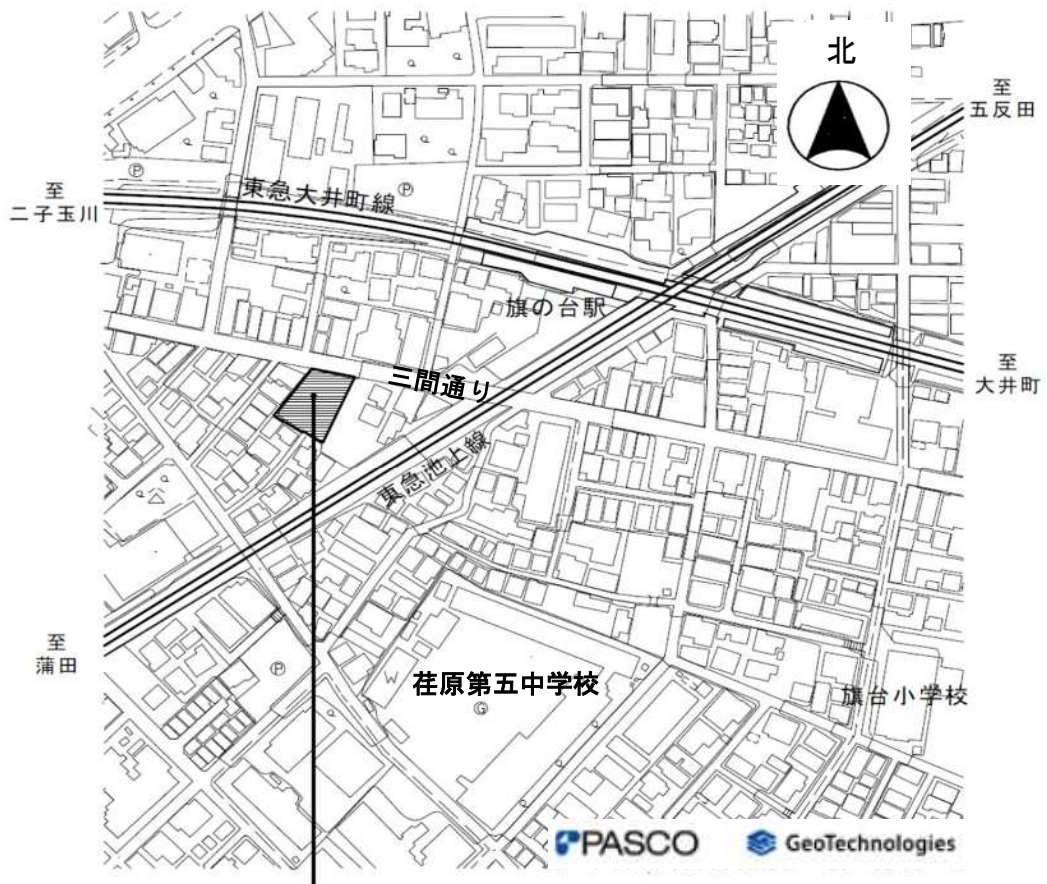 北
至
五反田
至
二子玉川
東急大井町線
Ⓟ
Ⓟ
旗の台駅
至
大井町
三間通り
東急池上線
至
蒲田
Ⓟ
W
荏原第五中学校
Ⓖ
旗台小学校
PASCO
GeoTechnologies